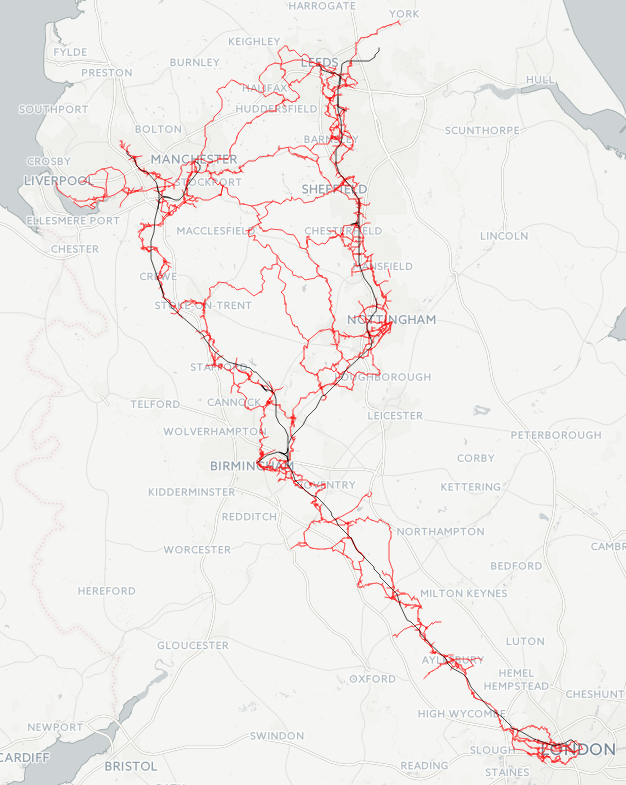 HARROGATE
YORK
KEIGHLEY
FYLDE
BURNLEY
LEEDS
PRESTON
HULL
HALIFAX
SOUTHPORT
HUDDERSFIELD
BOLTON
BARNSLEY
SCUNTHORPE
CROSBY
MANCHESTER
LIVERPOOL
STOCKPORT
SHEFFIELD
ELLESMERE PORT
MACCLESFIELD
CHESTERFIELD
LINCOLN
CHESTER
MANSFIELD
CREWE
STOKE-ON-TRENT
NOTTINGHAM
STAFFORD
LOUGHBOROUGH
TELFORD
CANNOCK
LEICESTER
WOLVERHAMPTON
PETERBOROUGH
BIRMINGHAM
CORBY
COVENTRY
KETTERING
KIDDERMINSTER
REDDITCH
NORTHAMPTON
WORCESTER
CAMBR
BEDFORD
HEREFORD
MILTON KEYNES
GLOUCESTER
LUTON
AYLESBURY
OXFORD
HEMEL
HEMPSTEAD
CHESHUNT
HIGH WYCOMBE
NEWPORT
SWINDON
SLOUGH
LONDON
CARDIFF
BRISTOL
READING
STAINES